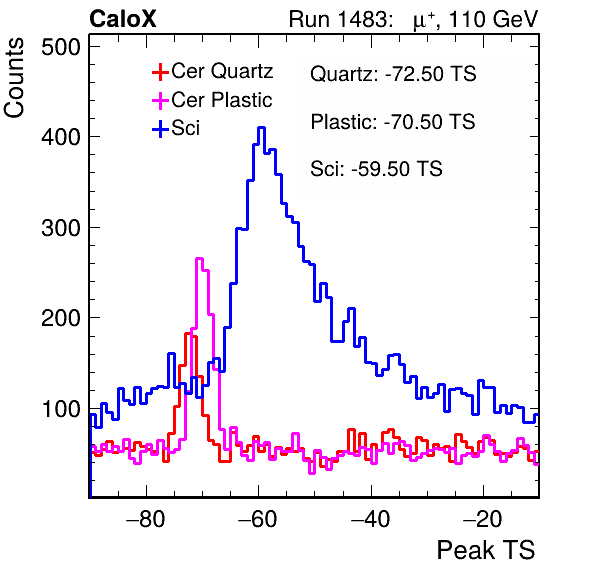 CaloX Run 1483: μ⁺, 110 GeV
Counts
500
400
300
200
100
Cer Quartz
Cer Plastic
Sci
Quartz: -72.50 TS
Plastic: -70.50 TS
Sci: -59.50 TS
−80 −60 −40 −20
Peak TS